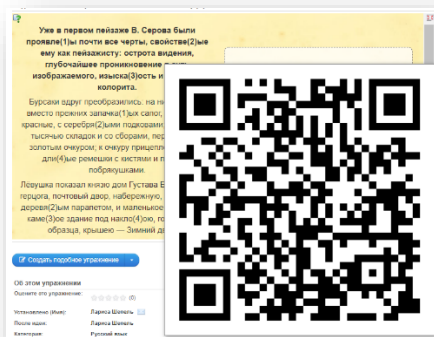 Уже в первом пейзаже В. Серова были
проявле(1)ы почти все черты, свойстве(2)ые
ему как пейзажисту: острота видения,
глубочайшее проникновение
изображаемого, изыска(3)ость и
колорита.
Бурсаки вдруг преобразились: на н
вместо прежних запачка(1)ых сапог,
красные, с серебря(2)ыми подковами
тысячью складок и со сборами, пер
золотым очкуром; к очкуру прицепл
дли(4)ые ремешки с кистями и п
побрякушками.
Лёвушка показал князю дом Густава Б
герцога, почтовый двор, набережную,
деревя(2)ым парапетом, и маленькое
каме(3)ое здание под накло(4)ою, го
образца, крышею — Зимний д
Создать подобное упражнение
Об этом упражнении
Оцените это упражнение:
(0)
Установлено (Имя): Лариса Шепель
После идеи: Лариса Шепель
Категория: Русский язык